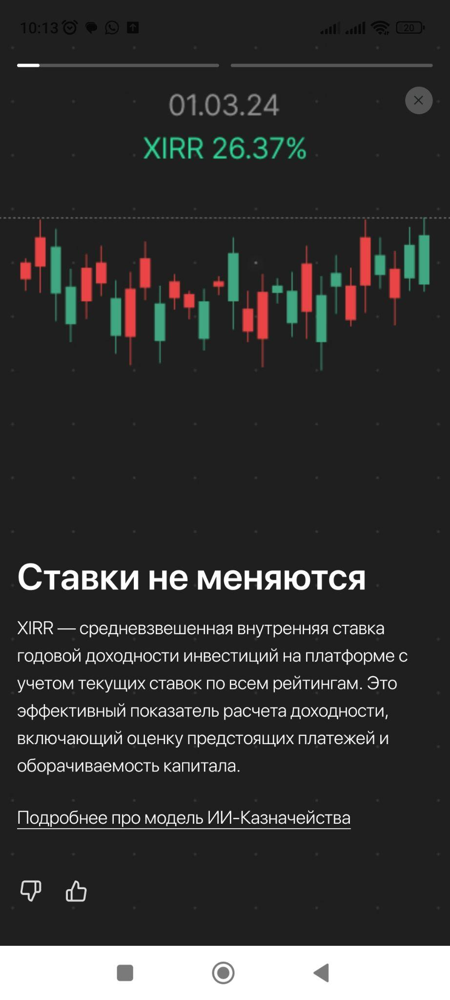 10:13
20
01.03.24
XIRR 26.37%
Ставки не меняются
XIRR — средневзвешенная внутренняя ставка
годовой доходности инвестиций на платформе с
учетом текущих ставок по всем рейтингам. Это
эффективный показатель расчета доходности,
включающий оценку предстоящих платежей и
оборачиваемость капитала.
Подробнее про модель ИИ-Казначейства